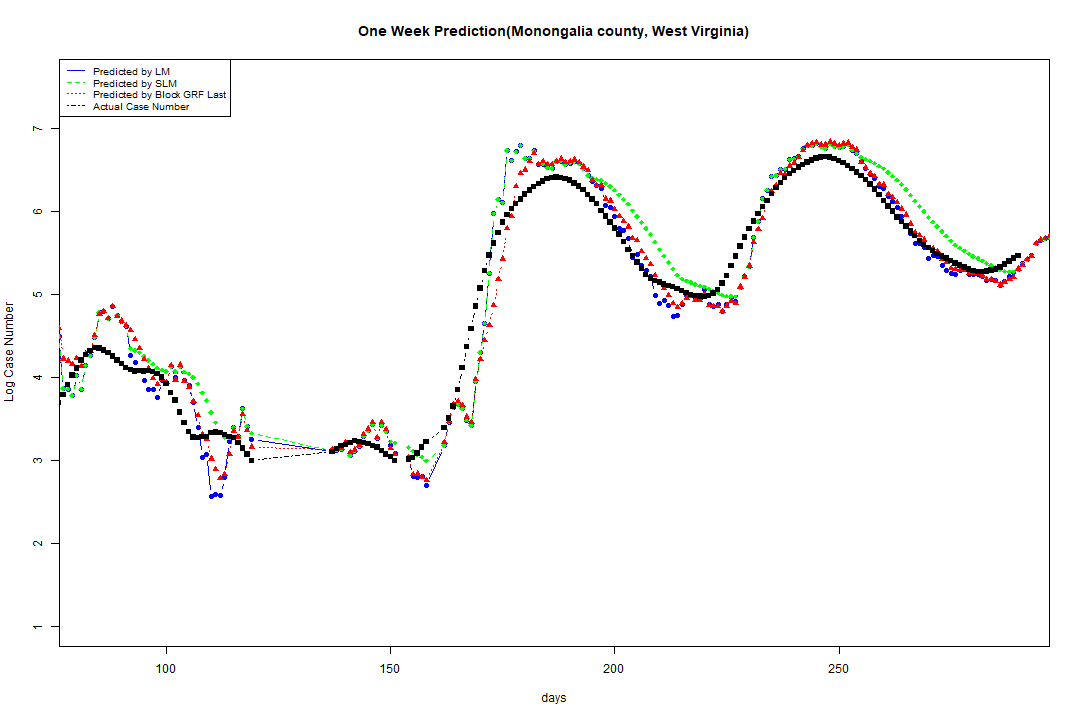 One Week Prediction(Monongalia county, West Virginia)
Predicted by LM
Predicted by SLM
Predicted by Block GRF Last
Actual Case Number
7
6
5
4
3
2
1
Log Case Number
100 150 200 250
days